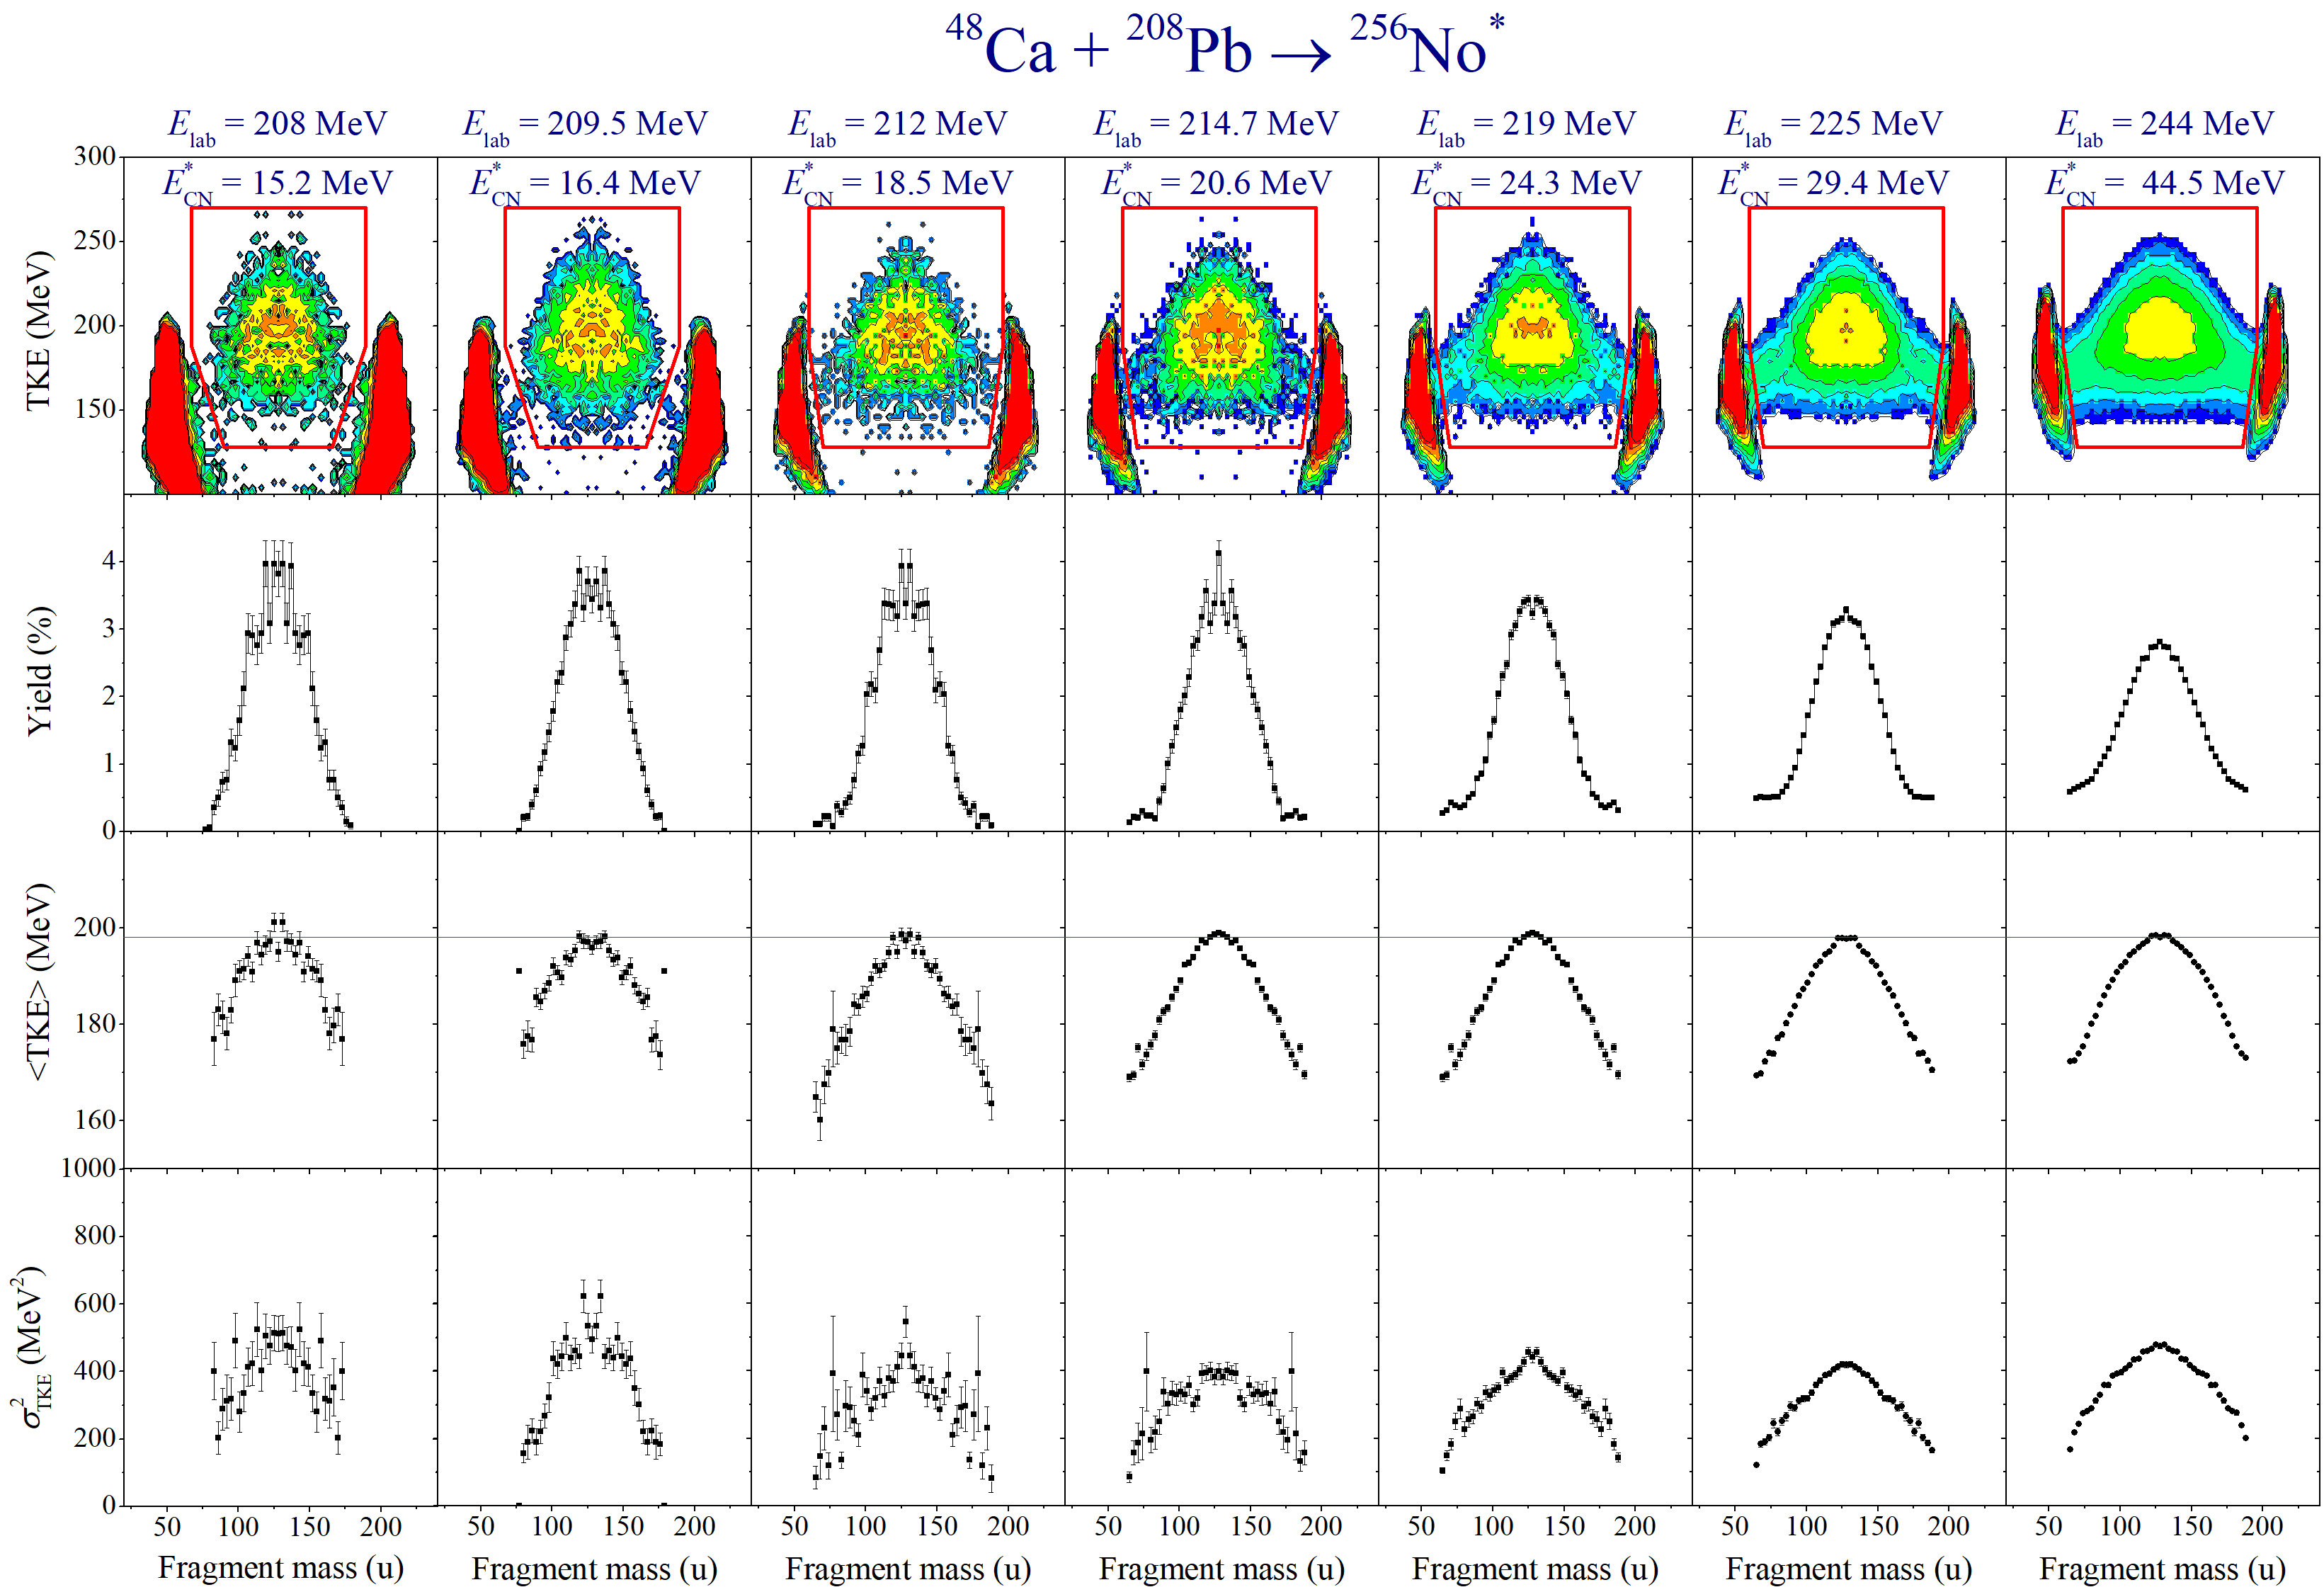 ⁴⁸Ca + ²⁰⁸Pb → ²⁵⁶No*
E_lab = 208 MeV E_lab = 209.5 MeV E_lab = 212 MeV E_lab = 214.7 MeV E_lab = 219 MeV E_lab = 225 MeV E_lab = 244 MeV
E*_CN = 15.2 MeV E*_CN = 16.4 MeV E*_CN = 18.5 MeV E*_CN = 20.6 MeV E*_CN = 24.3 MeV E*_CN = 29.4 MeV E*_CN = 44.5 MeV
TKE (MeV)
300
250
200
150
Yield (%)
4
3
2
1
0
<TKE> (MeV)
200
180
160
σ²_TKE (MeV²)
1000
800
600
400
200
0
50 100 150 200 50 100 150 200 50 100 150 200 50 100 150 200 50 100 150 200 50 100 150 200 50 100 150 200
Fragment mass (u) Fragment mass (u) Fragment mass (u) Fragment mass (u) Fragment mass (u) Fragment mass (u) Fragment mass (u)